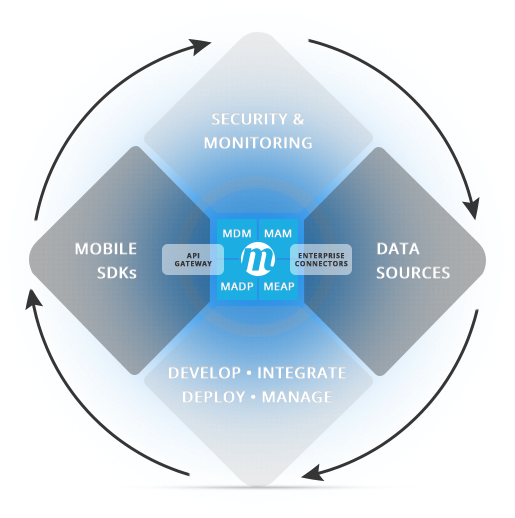 SECURITY &
MONITORING
MDM MAM
MOBILE
SDKs
API
GATEWAY
m
ENTERPRISE
CONNECTORS
DATA
SOURCES
MADP MEAP
DEVELOP • INTEGRATE
DEPLOY • MANAGE